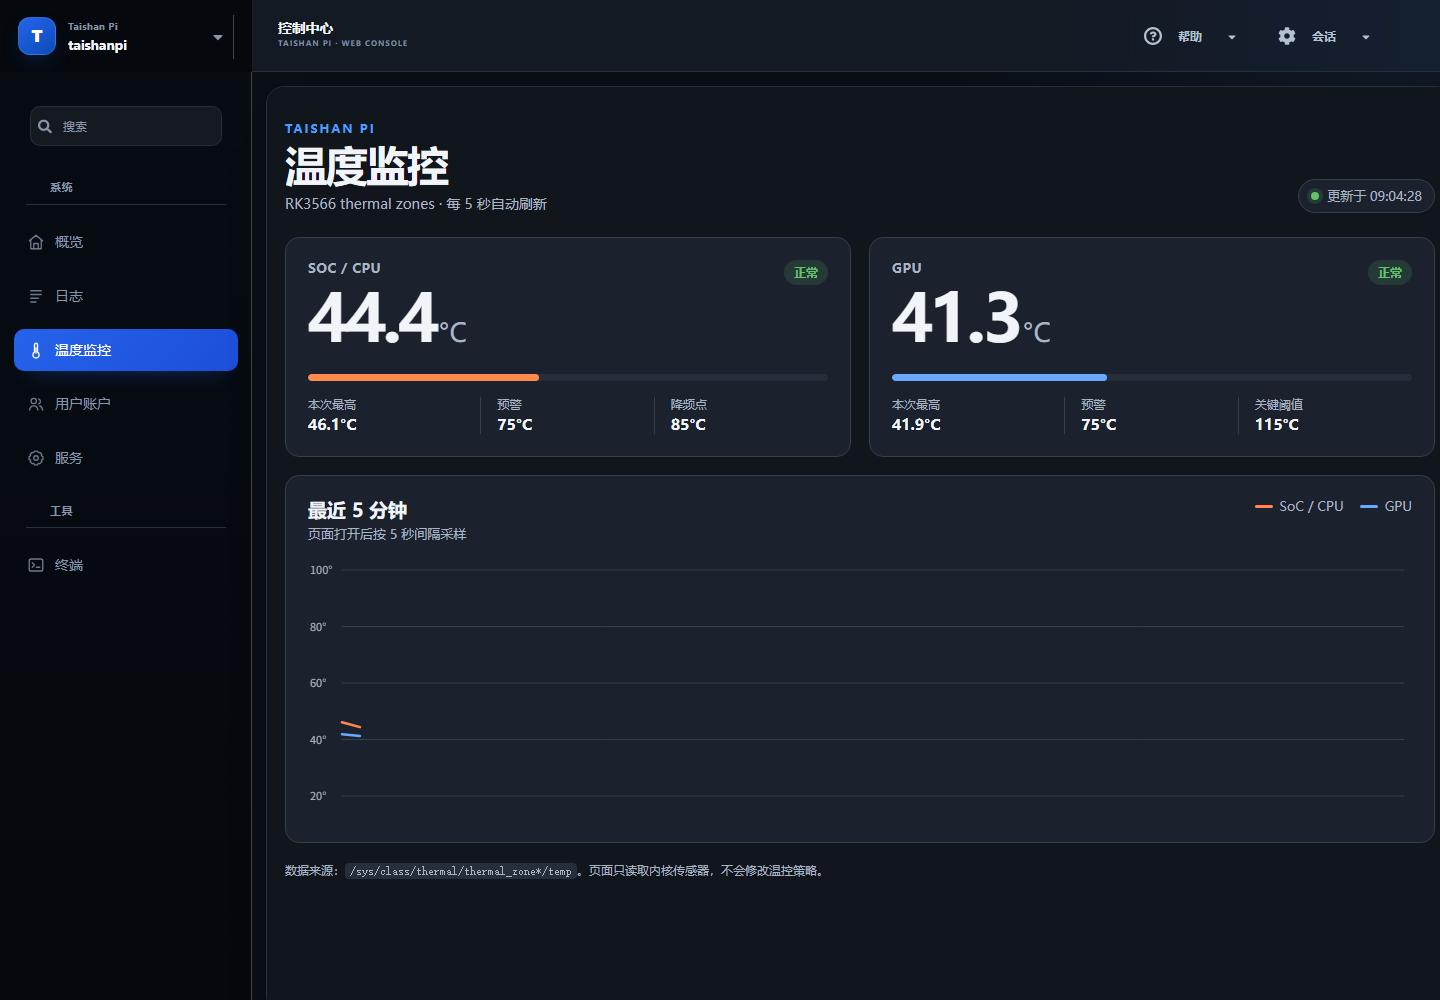 T
Taishan Pi
taishanpi
控制中心
TAISHAN PI · WEB CONSOLE
帮助
会话
搜索
系统
概览
日志
温度监控
用户账户
服务
工具
终端
TAISHAN PI
温度监控
RK3566 thermal zones · 每 5 秒自动刷新
更新于 09:04:28
SOC / CPU
正常
44.4°C
本次最高
46.1°C
预警
75°C
降频点
85°C
GPU
正常
41.3°C
本次最高
41.9°C
预警
75°C
关键阈值
115°C
最近 5 分钟
页面打开后按 5 秒间隔采样
SoC / CPU
GPU
100°
80°
60°
40°
20°
数据来源： /sys/class/thermal/thermal_zone*/temp 。页面只读取内核传感器，不会修改温控策略。